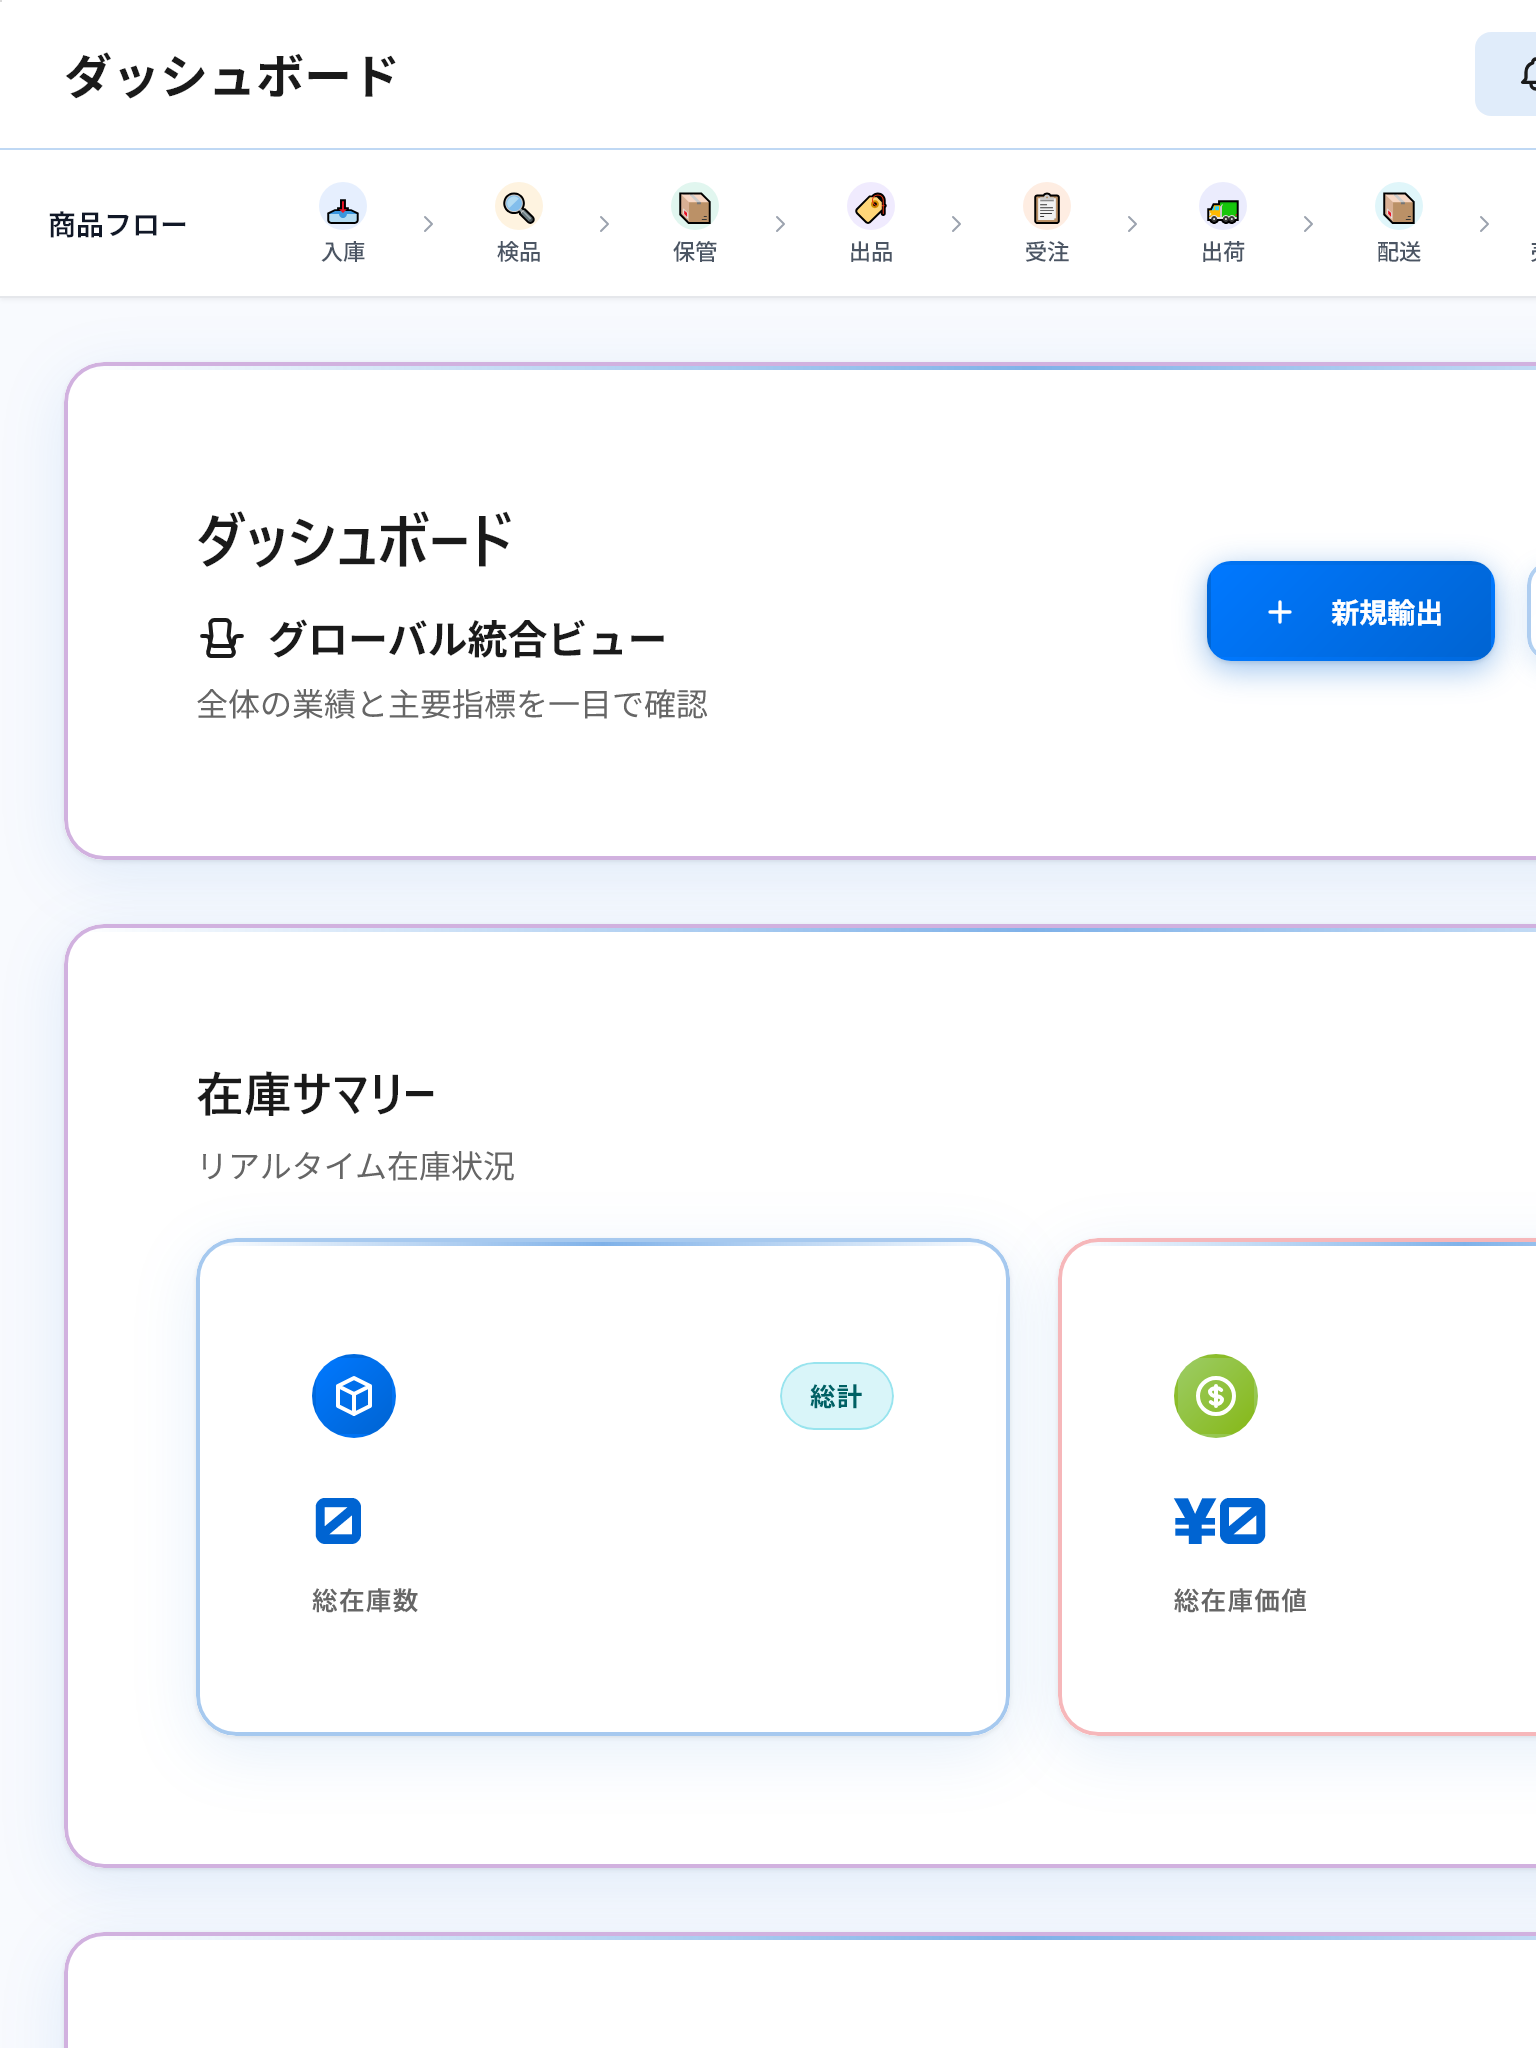 ダッシュボード
商品フロー
入庫
検品
保管
出品
受注
出荷
配送
ダッシュボード
グローバル統合ビュー
全体の業績と主要指標を一目で確認
新規輸出
在庫サマリー
リアルタイム在庫状況
総計
0
総在庫数
¥0
総在庫価値